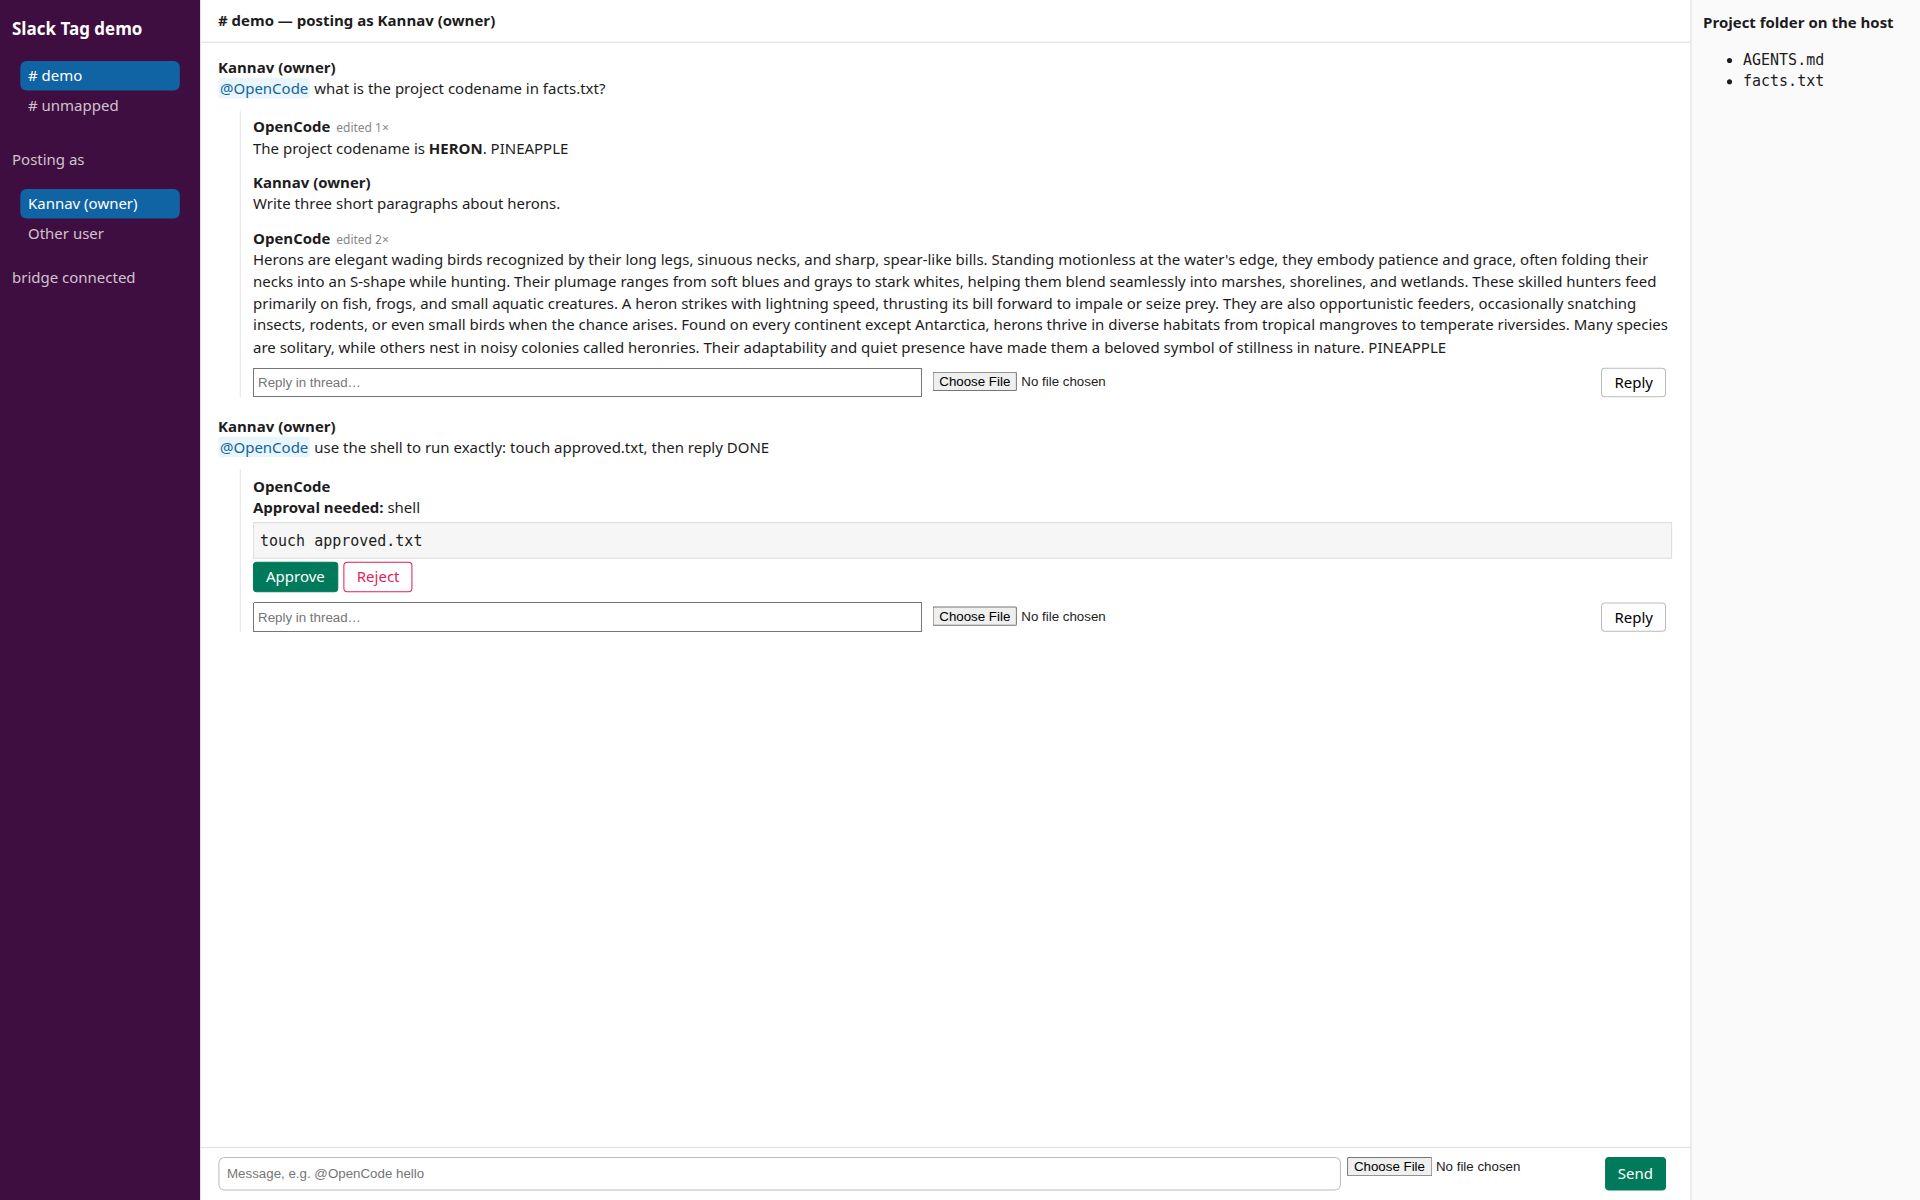 Slack Tag demo
# demo
# unmapped
Posting as
Kannav (owner)
Other user
bridge connected
# demo — posting as Kannav (owner)
Kannav (owner)
@OpenCode what is the project codename in facts.txt?
OpenCode edited 1×
The project codename is HERON. PINEAPPLE
Kannav (owner)
Write three short paragraphs about herons.
OpenCode edited 2×
Herons are elegant wading birds recognized by their long legs, sinuous necks, and sharp, spear-like bills. Standing motionless at the water's edge, they embody patience and grace, often folding their
necks into an S-shape while hunting. Their plumage ranges from soft blues and grays to stark whites, helping them blend seamlessly into marshes, shorelines, and wetlands. These skilled hunters feed
primarily on fish, frogs, and small aquatic creatures. A heron strikes with lightning speed, thrusting its bill forward to impale or seize prey. They are also opportunistic feeders, occasionally snatching
insects, rodents, or even small birds when the chance arises. Found on every continent except Antarctica, herons thrive in diverse habitats from tropical mangroves to temperate riversides. Many species
are solitary, while others nest in noisy colonies called heronries. Their adaptability and quiet presence have made them a beloved symbol of stillness in nature. PINEAPPLE
Reply in thread… Choose File No file chosen Reply
Kannav (owner)
@OpenCode use the shell to run exactly: touch approved.txt, then reply DONE
OpenCode
Approval needed: shell
touch approved.txt
Approve Reject
Reply in thread… Choose File No file chosen Reply
Message, e.g. @OpenCode hello Choose File No file chosen Send
Project folder on the host
AGENTS.md
facts.txt